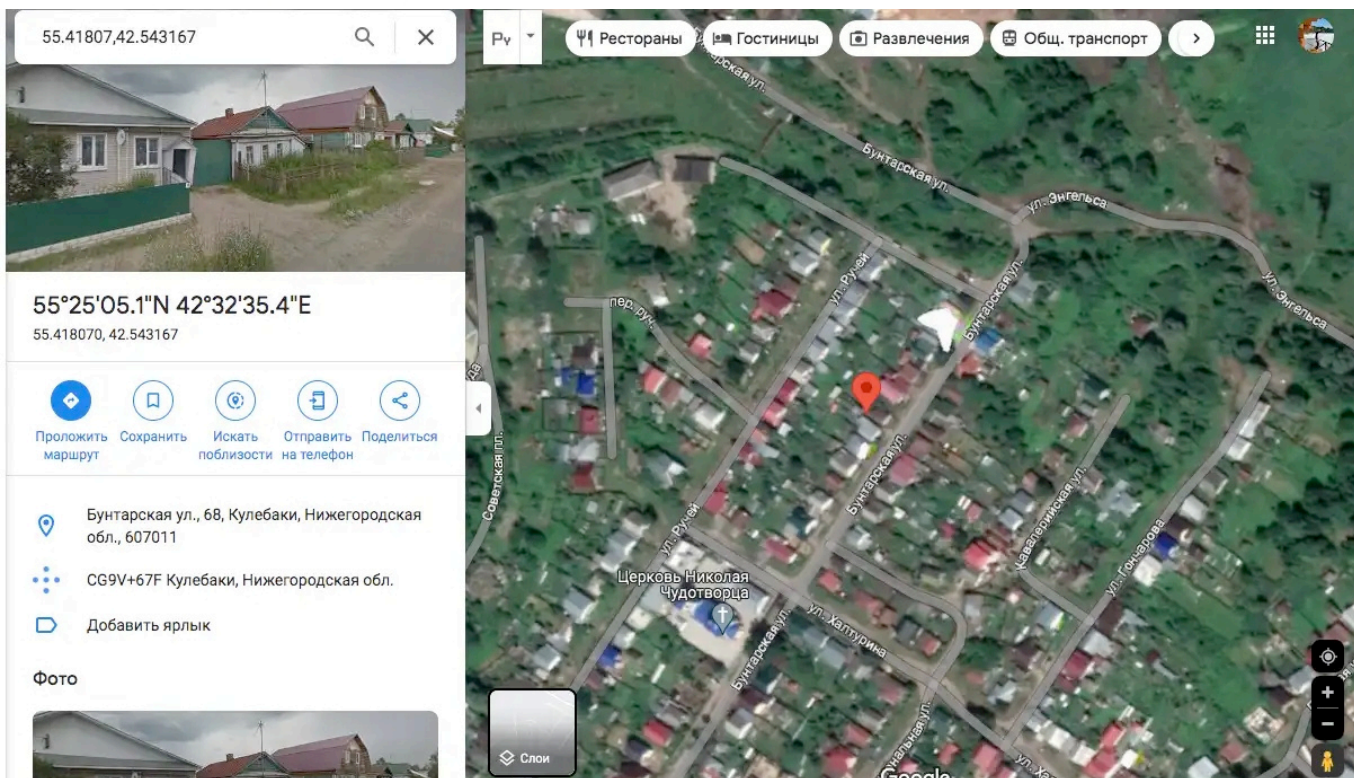 55.41807,42.543167
Ру
Рестораны
Гостиницы
Развлечения
Общ. транспорт
55°25'05.1"N 42°32'35.4"E
55.418070, 42.543167
Проложить
маршрут
Сохранить
Искать
поблизости
Отправить
на телефон
Поделиться
Бунтарская ул., 68, Кулебаки, Нижегородская
обл., 607011
CG9V+67F Кулебаки, Нижегородская обл.
Добавить ярлык
Фото
Бунтарская ул.
ул. Энгельса
ул. Энгельса
ул. Ручей
Бунтарская ул.
пер. руч.
Советская пл.
Бунтарская ул.
ул. Ручей
Кавалерийская ул.
ул. Гончарова
Церковь Николая
Чудотворца
ул. Халтурина
Бунтарская ул.
Слои
Google